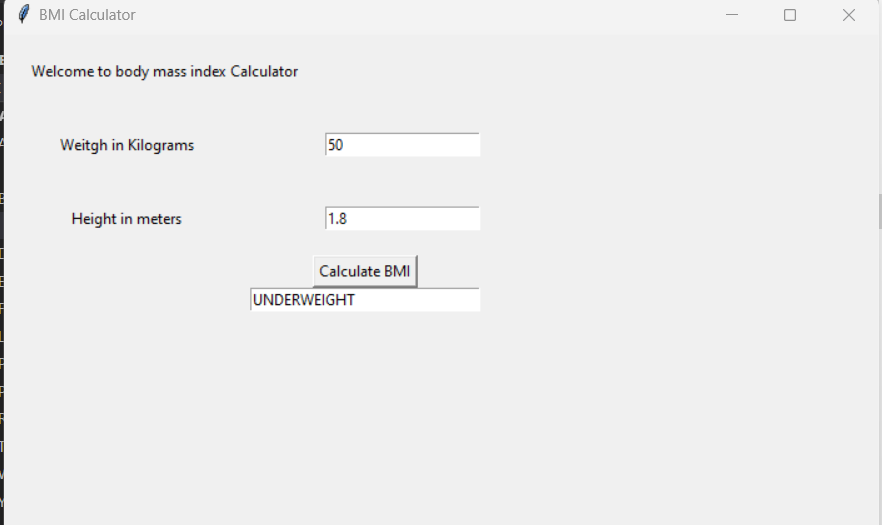 BMI Calculator
Welcome to body mass index Calculator
Weitgh in Kilograms
50
Height in meters
1.8
Calculate BMI
UNDERWEIGHT